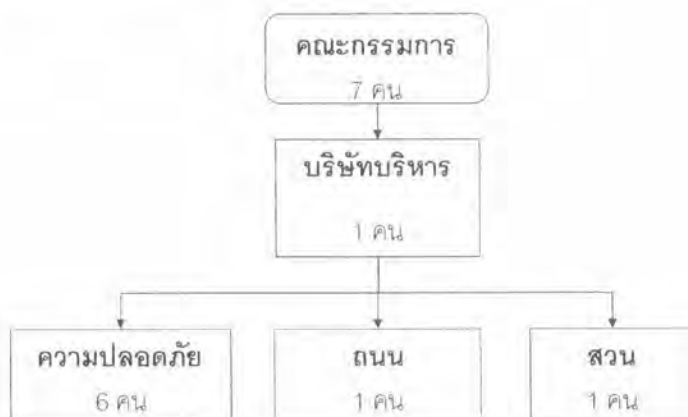 คณะกรรมการ
7 คน
บริษัทบริหาร
1 คน
ความปลอดภัย
6 คน
ถนน
1 คน
สวน
1 คน